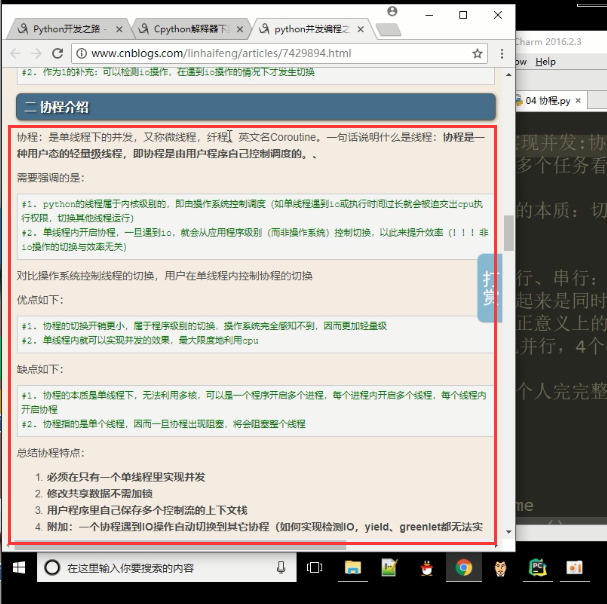 Python开发之路 -
Cpython解释器下实
python并发编程之
www.cnblogs.com/linhaifeng/articles/7429894.html
Charm 2016.2.3
ow Help
04 协程.py
#2. 作为1的补充：可以检测io操作，在遇到io操作的情况下才发生切换
二 协程介绍
协程：是单线程下的并发，又称微线程，纤程。英文名Coroutine。一句话说明什么是线程：协程是一
种用户态的轻量级线程，即协程是由用户程序自己控制调度的。、
需要强调的是：
#1. python的线程属于内核级别的，即由操作系统控制调度（如单线程遇到io或执行时间过长就会被迫交出cpu执
行权限，切换其他线程运行）
#2. 单线程内开启协程，一旦遇到io，就会从应用程序级别（而非操作系统）控制切换，以此来提升效率（！！！非
io操作的切换与效率无关）
对比操作系统控制线程的切换，用户在单线程内控制协程的切换
优点如下：
#1. 协程的切换开销更小，属于程序级别的切换，操作系统完全感知不到，因而更加轻量级
#2. 单线程内就可以实现并发的效果，最大限度地利用cpu
缺点如下：
#1. 协程的本质是单线程下，无法利用多核，可以是一个程序开启多个进程，每个进程内开启多个线程，每个线程内
开启协程
#2. 协程指的是单个线程，因而一旦协程出现阻塞，将会阻塞整个线程
总结协程特点：
1. 必须在只有一个单线程里实现并发
2. 修改共享数据不需加锁
3. 用户程序里自己保存多个控制流的上下文栈
4. 附加：一个协程遇到IO操作自动切换到其它协程（如何实现检测IO，yield、greenlet都无法实
打赏
现并发：协
多个任务看
的本质：切
行、串行：
起来是同时
正意义上的
并行，4个
个人完完整
me
在这里输入你要搜索的内容